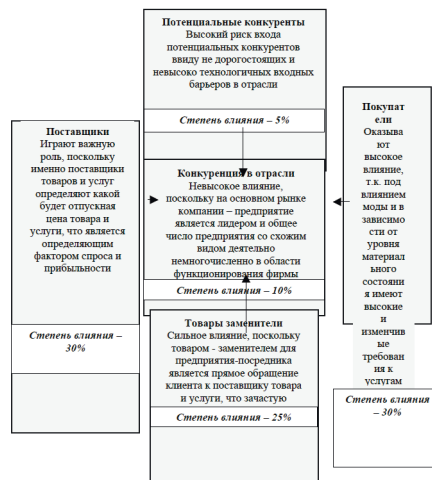 Потенциальные конкуренты
Высокий риск входа
потенциальных конкурентов
ввиду не дорогостоящих и
невысоко технологичных входных
барьеров в отрасли
Степень влияния – 5%
Поставщики
Играют важную
роль, поскольку
именно поставщики
товаров и услуг
определяют какой
будет отпускная
цена товара и
услуги, что является
определяющим
фактором спроса и
прибыльности
Степень влияния –
30%
Конкуренция в отрасли
Невысокое влияние,
поскольку на основном рынке
компании – предприятие
является лидером и общее
число предприятия со схожим
видом деятельно
немногочисленно в области
функционирования фирмы
Степень влияния – 10%
Покупат
ели
Оказыва
ют
высокое
влияние,
т.к. под
влиянием
моды и в
зависимо
сти от
уровня
материал
ьного
состояни
я имеют
высокие
и
изменчив
ые
требован
ия к
услугам
Степень влияния
– 30%
Товары заменители
Сильное влияние, поскольку
товаром - заменителем для
предприятия-посредника
является прямое обращение
клиента к поставщику товара
и услуги, что зачастую
Степень влияния – 25%